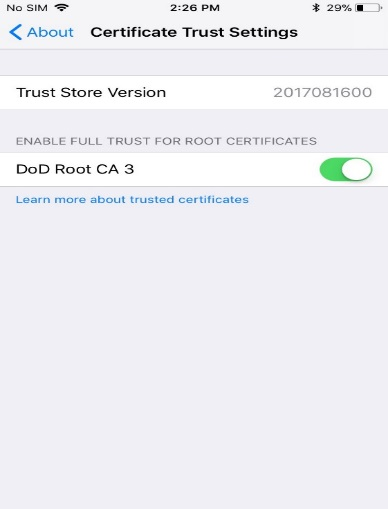 No SIM 2:26 PM 29%
About Certificate Trust Settings
Trust Store Version 2017081600
ENABLE FULL TRUST FOR ROOT CERTIFICATES
DoD Root CA 3
Learn more about trusted certificates